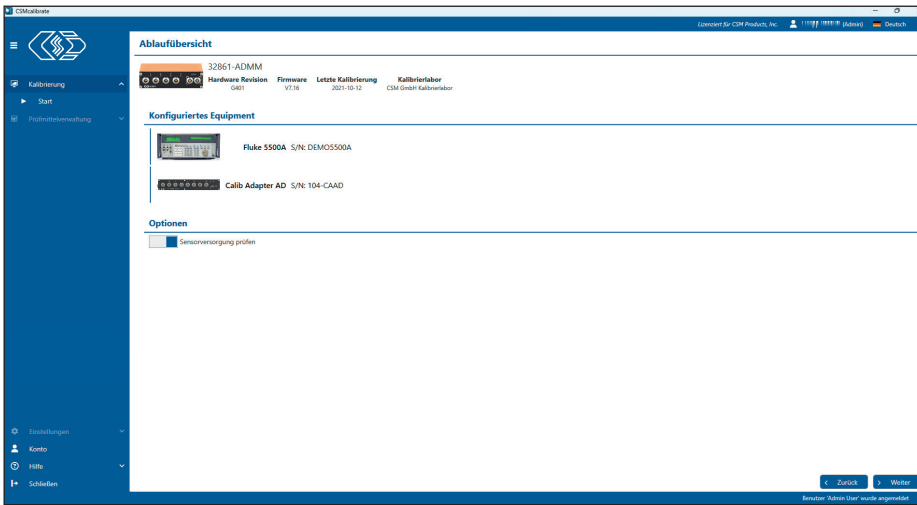 CSMcalibrate
Lizenziert für CSM Products, Inc.
(Admin)
Deutsch
Ablaufübersicht
32861-ADMM
Hardware Revision Firmware Letzte Kalibrierung Kalibrierlabor
G401 V7.16 2021-10-12 CSM GmbH Kalibrierlabor
Kalibrierung
Start
Prüfmittelverwaltung
Konfiguriertes Equipment
Fluke 5500A S/N: DEMO5500A
Calib Adapter AD S/N: 104-CAAD
Optionen
Sensorversorgung prüfen
Einstellungen
Konto
Hilfe
Schließen
Zurück
Weiter
Benutzer 'Admin User' wurde angemeldet